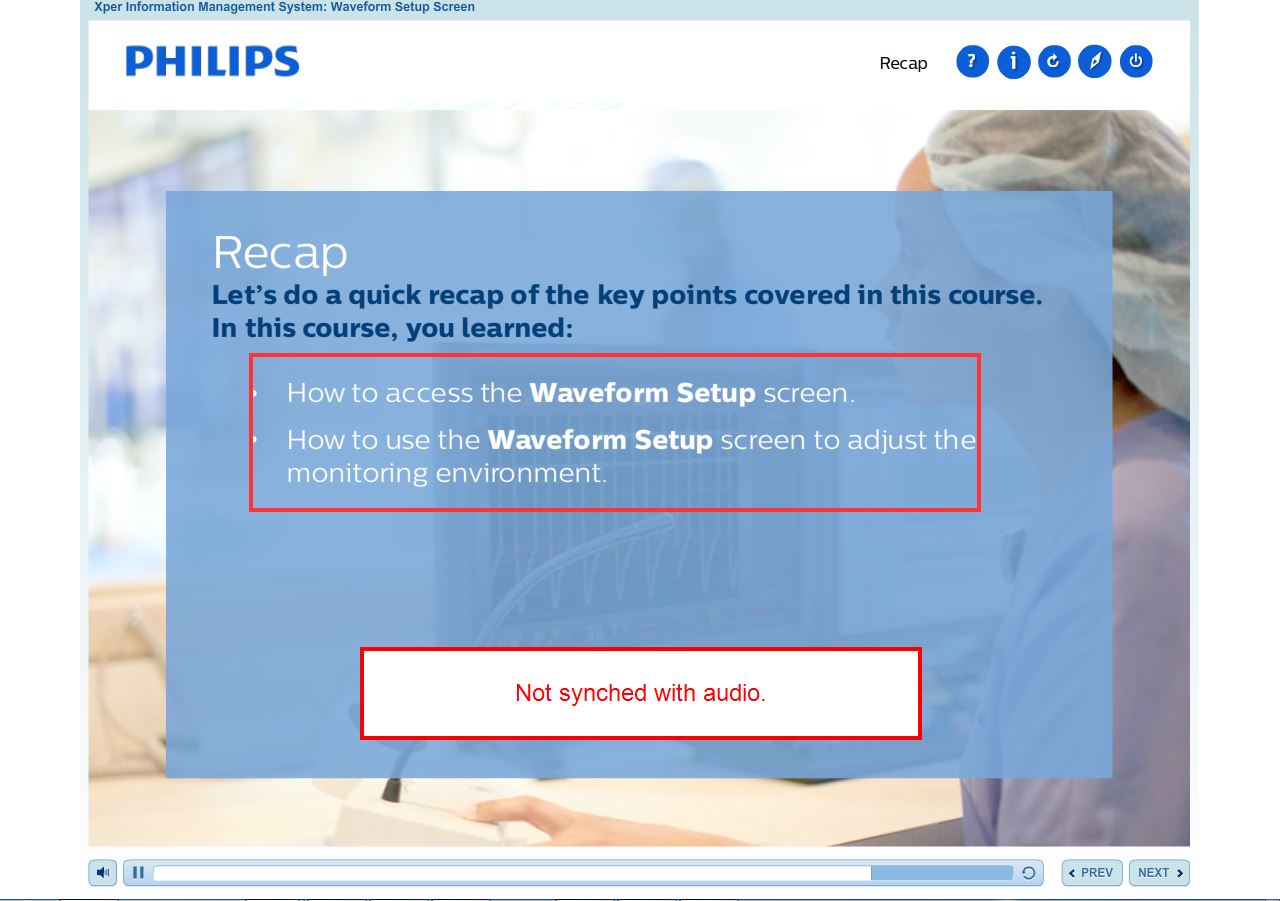 Xper Information Management System: Waveform Setup Screen
PHILIPS
Recap
Recap
Let's do a quick recap of the key points covered in this course.
In this course, you learned:
• How to access the Waveform Setup screen.
• How to use the Waveform Setup screen to adjust the
monitoring environment.
Not synched with audio.
PREV
NEXT